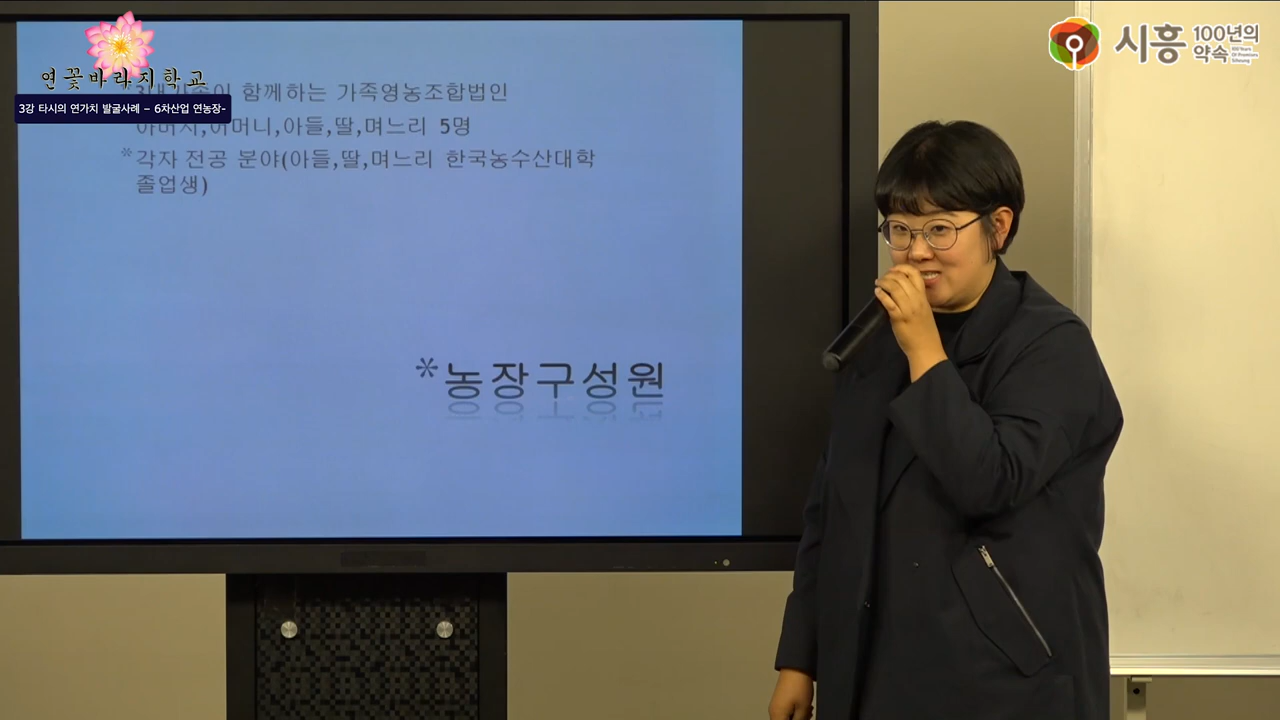 연꽃바라지학교
3강 타시의 연가치 발굴사례 - 6차산업 연농장-
함께하는 가족영농조합법인
아버지,어머니,아들,딸,며느리 5명
*각자 전공 분야(아들,딸,며느리 한국농수산대학
졸업생)
*농장구성원
시흥 100년의
약속